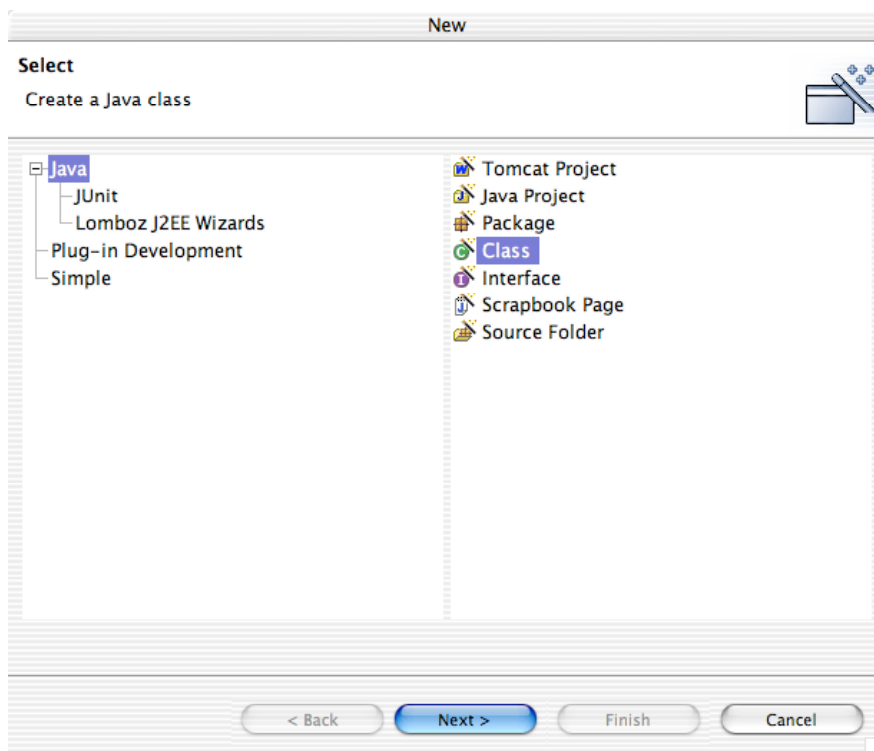 New
Select
Create a Java class
Java
JUnit
Lomboz J2EE Wizards
Plug-in Development
Simple
Tomcat Project
Java Project
Package
Class
Interface
Scrapbook Page
Source Folder
< Back
Next >
Finish
Cancel